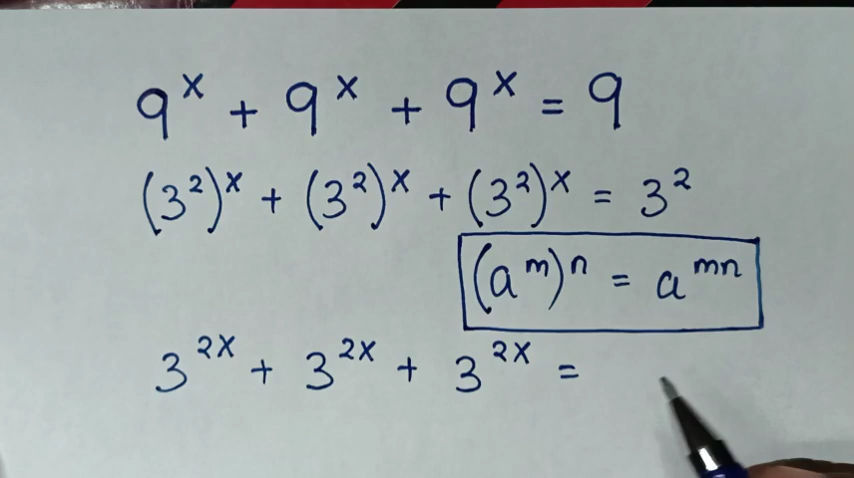 9^x + 9^x + 9^x = 9
(3^2)^x + (3^2)^x + (3^2)^x = 3^2
(a^m)^n = a^mn
3^2x + 3^2x + 3^2x =